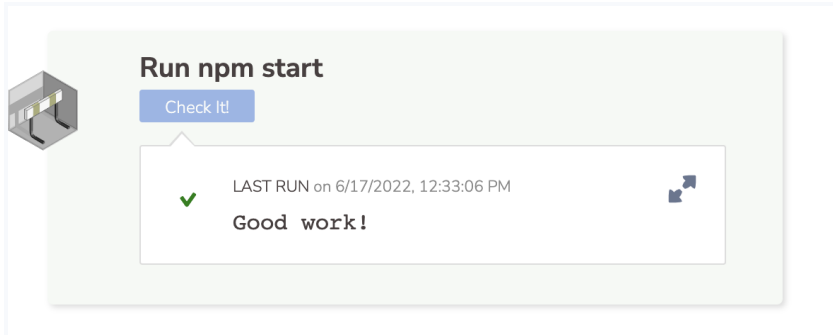 Run npm start
Check It!
LAST RUN on 6/17/2022, 12:33:06 PM
Good work!